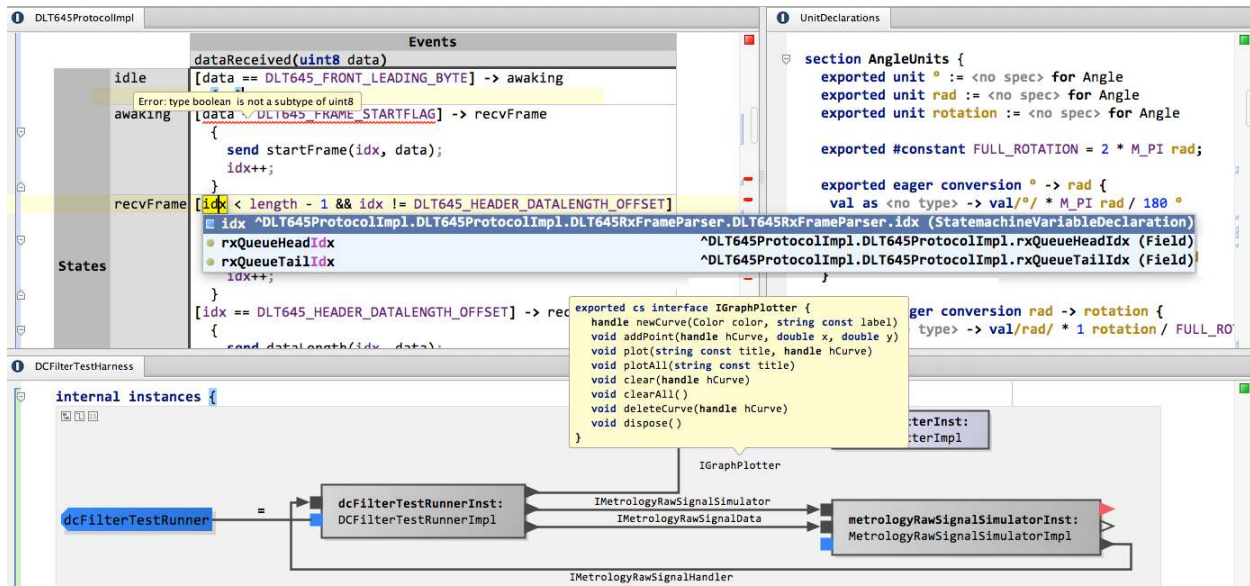 DLT645ProtocolImpl
Events
dataReceived(uint8 data)
idle [data == DLT645_FRONT_LEADING_BYTE] -> awaking
Error: type boolean is not a subtype of uint8
awaking [data DLT645_FRAME_STARTFLAG] -> recvFrame
{
send startFrame(idx, data);
idx++;
}
recvFrame [idx < length - 1 && idx != DLT645_HEADER_DATALENGTH_OFFSET]
idx ^DLT645ProtocolImpl.DLT645ProtocolImpl.DLT645RxFrameParser.DLT645RxFrameParser.idx (StatemachineVariableDeclaration)
rxQueueHeadIdx ^DLT645ProtocolImpl.DLT645ProtocolImpl.rxQueueHeadIdx (Field)
rxQueueTailIdx ^DLT645ProtocolImpl.DLT645ProtocolImpl.rxQueueTailIdx (Field)
States
idx++;
}
[idx == DLT645_HEADER_DATALENGTH_OFFSET] -> rec
{
send dataLength(idx, data);
UnitDeclarations
section AngleUnits {
exported unit ° := <no spec> for Angle
exported unit rad := <no spec> for Angle
exported unit rotation := <no spec> for Angle
exported #constant FULL_ROTATION = 2 * M_PI rad;
exported eager conversion ° -> rad {
val as <no type> -> val/°/ * M_PI rad / 180 °
}
ger conversion rad -> rotation {
type> -> val/rad/ * 1 rotation / FULL_RO
exported cs interface IGraphPlotter {
handle newCurve(Color color, string const label)
void addPoint(handle hCurve, double x, double y)
void plot(string const title, handle hCurve)
void plotAll(string const title)
void clear(handle hCurve)
void clearAll()
void deleteCurve(handle hCurve)
void dispose()
}
DCFilterTestHarness
internal instances {
terInst:
terImpl
IGraphPlotter
dcFilterTestRunner
=
dcFilterTestRunnerInst:
DCFilterTestRunnerImpl
IMetrologyRawSignalSimulator
IMetrologyRawSignalData
metrologyRawSignalSimulatorInst:
MetrologyRawSignalSimulatorImpl
IMetrologyRawSignalHandler